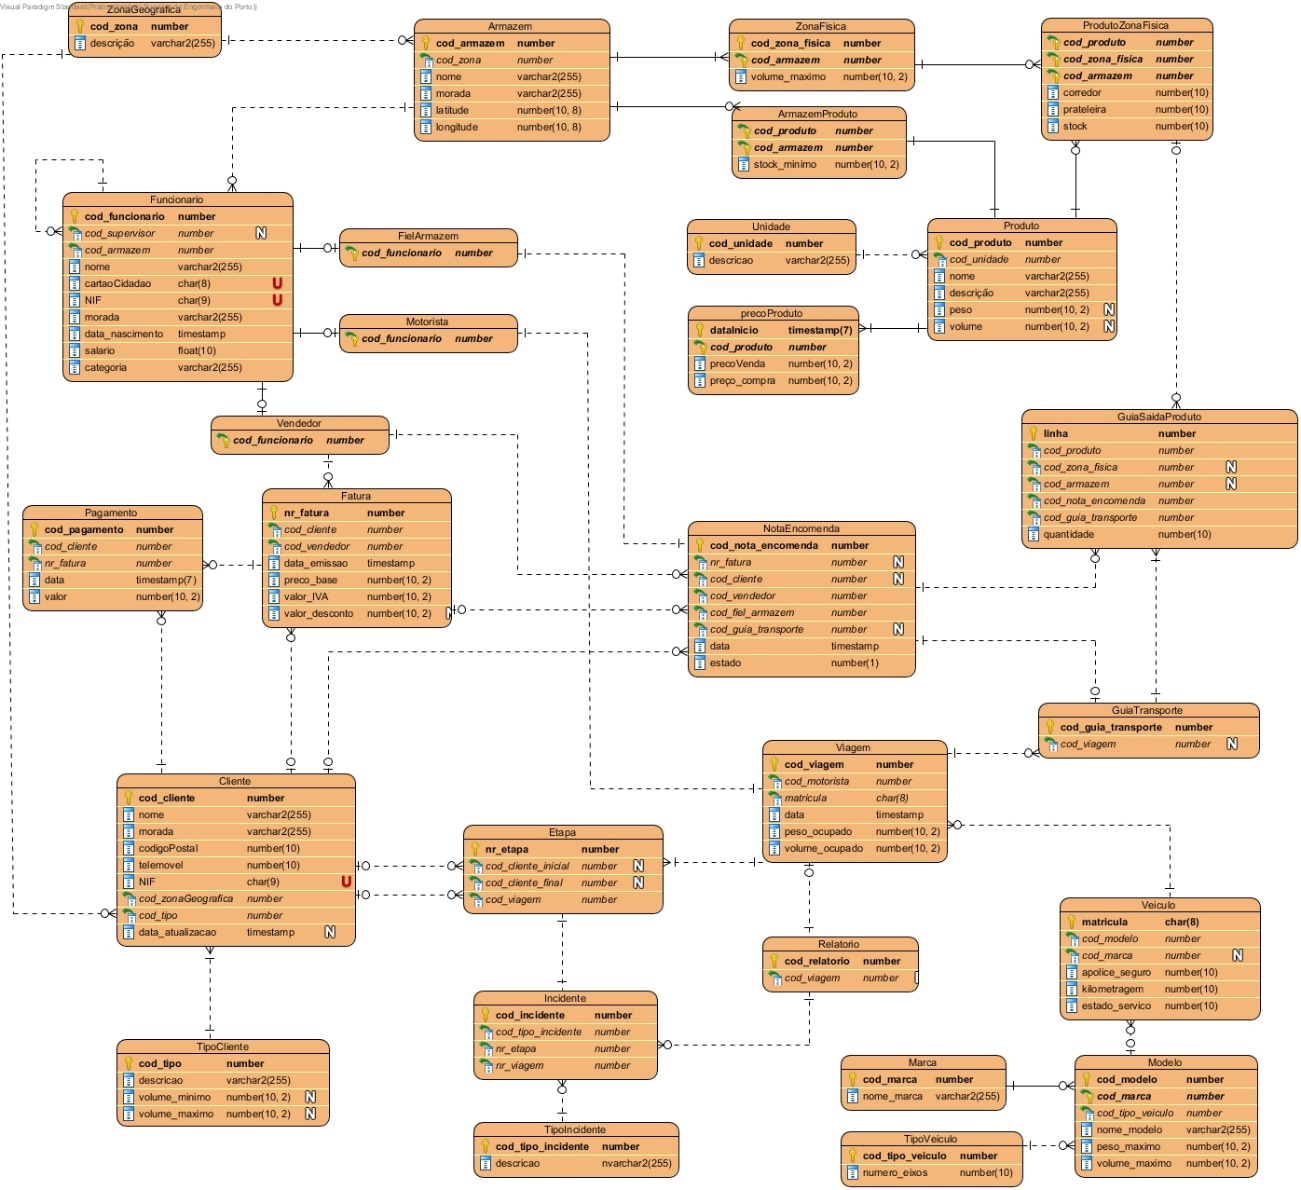 Visual Paradigm Standard
Engenharia do Porto))
ZonaGeografica
cod_zona number
descrição varchar2(255)
Armazem
cod_armazem number
cod_zona number
nome varchar2(255)
morada varchar2(255)
latitude number(10, 8)
longitude number(10, 8)
ZonaFisica
cod_zona_fisica number
cod_armazem number
volume_maximo number(10, 2)
ProdutoZonaFisica
cod_produto number
cod_zona_fisica number
cod_armazem number
corredor number(10)
prateleira number(10)
stock number(10)
ArmazemProduto
cod_produto number
cod_armazem number
stock_minimo number(10, 2)
Funcionario
cod_funcionario number
cod_supervisor number N
cod_armazem number
nome varchar2(255)
cartaoCidadao char(8) U
NIF char(9) U
morada varchar2(255)
data_nascimento timestamp
salario float(10)
categoria varchar2(255)
FielArmazem
cod_funcionario number
Motorista
cod_funcionario number
Unidade
cod_unidade number
descricao varchar2(255)
Produto
cod_produto number
cod_unidade number
nome varchar2(255)
descrição varchar2(255)
peso number(10, 2) N
volume number(10, 2) N
precoProduto
dataInicio timestamp(7)
cod_produto number
precoVenda number(10, 2)
preço_compra number(10, 2)
Vendedor
cod_funcionario number
GuiaSaidaProduto
linha number
cod_produto number
cod_zona_fisica number N
cod_armazem number N
cod_nota_encomenda number
cod_guia_transporte number
quantidade number(10)
Pagamento
cod_pagamento number
cod_cliente number
nr_fatura number
data timestamp(7)
valor number(10, 2)
Fatura
nr_fatura number
cod_cliente number
cod_vendedor number
data_emissao timestamp
preco_base number(10, 2)
valor_IVA number(10, 2)
valor_desconto number(10, 2)
NotaEncomenda
cod_nota_encomenda number
nr_fatura number N
cod_cliente number N
cod_vendedor number
cod_fiel_armazem number
cod_guia_transporte number N
data timestamp
estado number(1)
GuiaTransporte
cod_guia_transporte number
cod_viagem number N
Viagem
cod_viagem number
cod_motorista number
matricula char(8)
data timestamp
peso_ocupado number(10, 2)
volume_ocupado number(10, 2)
Cliente
cod_cliente number
nome varchar2(255)
morada varchar2(255)
codigoPostal number(10)
telemovel number(10)
NIF char(9) U
cod_zonaGeografica number
cod_tipo number
data_atualizacao timestamp N
Etapa
nr_etapa number
cod_cliente_inicial number N
cod_cliente_final number N
cod_viagem number
Relatorio
cod_relatorio number
cod_viagem number
Veiculo
matricula char(8)
cod_modelo number
cod_marca number N
apolice_seguro number(10)
kilometragem number(10)
estado_servico number(10)
Incidente
cod_incidente number
cod_tipo_incidente number
nr_etapa number
nr_viagem number
TipoCliente
cod_tipo number
descricao varchar2(255)
volume_minimo number(10, 2) N
volume_maximo number(10, 2) N
TipoIncidente
cod_tipo_incidente number
descricao nvarchar2(255)
Marca
cod_marca number
nome_marca varchar2(255)
Modelo
cod_modelo number
cod_marca number
cod_tipo_veiculo number
nome_modelo varchar2(255)
peso_maximo number(10, 2)
volume_maximo number(10, 2)
TipoVeiculo
cod_tipo_veiculo number
numero_eixos number(10)